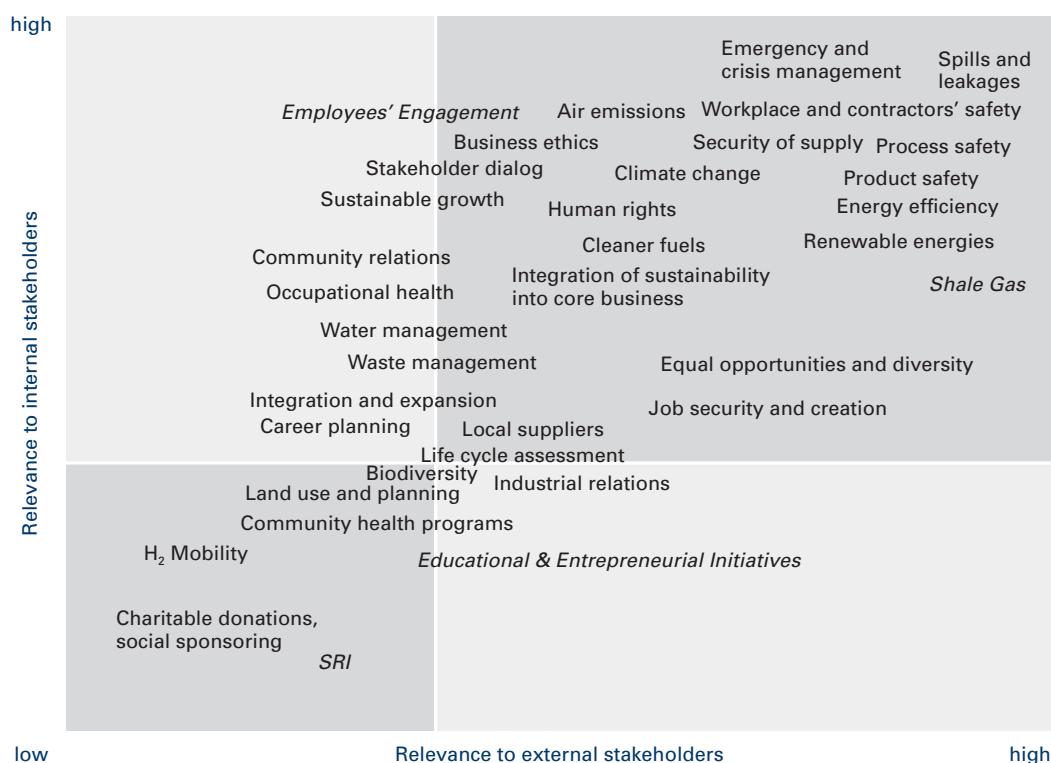 high
Emergency and
crisis management
Spills and
leakages
Employees’ Engagement
Air emissions
Workplace and contractors’ safety
Business ethics
Security of supply
Process safety
Stakeholder dialog
Climate change
Product safety
Sustainable growth
Human rights
Energy efficiency
Cleaner fuels
Renewable energies
Community relations
Integration of sustainability
into core business
Shale Gas
Occupational health
Water management
Waste management
Equal opportunities and diversity
Integration and expansion
Job security and creation
Career planning
Local suppliers
Life cycle assessment
Biodiversity
Industrial relations
Land use and planning
Community health programs
H₂ Mobility
Educational & Entrepreneurial Initiatives
Charitable donations,
social sponsoring
SRI
Relevance to internal stakeholders
low
Relevance to external stakeholders
high